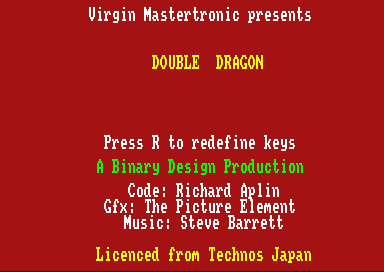 Virgin Mastertronic presents
DOUBLE DRAGON
Press R to redefine keys
A Binary Design Production
Code: Richard Aplin
Gfx: The Picture Element
Music: Steve Barrett
Licenced from Technos Japan